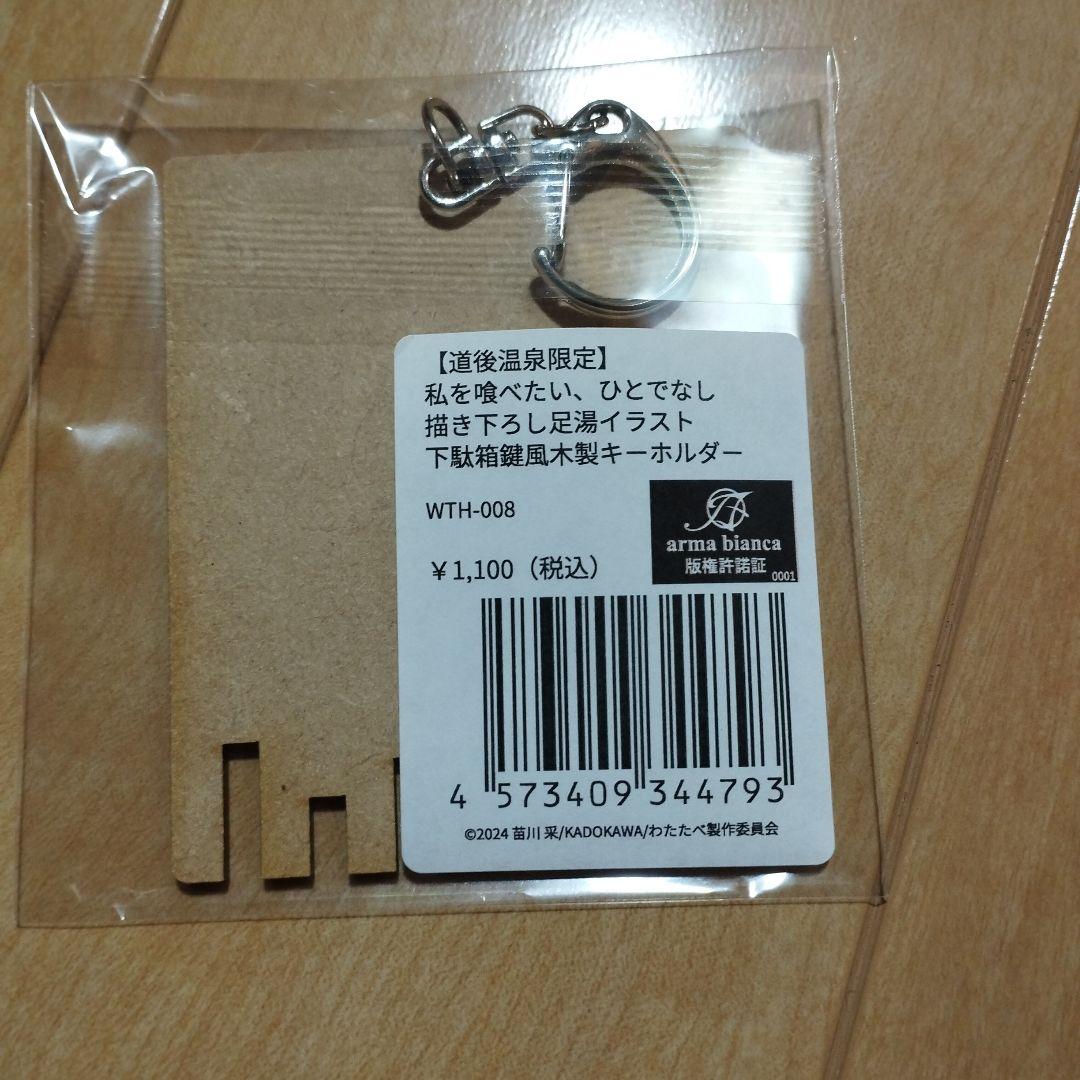 【道後温泉限定】
私を喰べたい、ひとでなし
描き下ろし足湯イラスト
下駄箱鍵風木製キーホルダー
WTH-008
arma bianca
版権許諾証
0001
￥1,100（税込）
4 573409 344793
©2024 苗川 采/KADOKAWA/わたたべ製作委員会